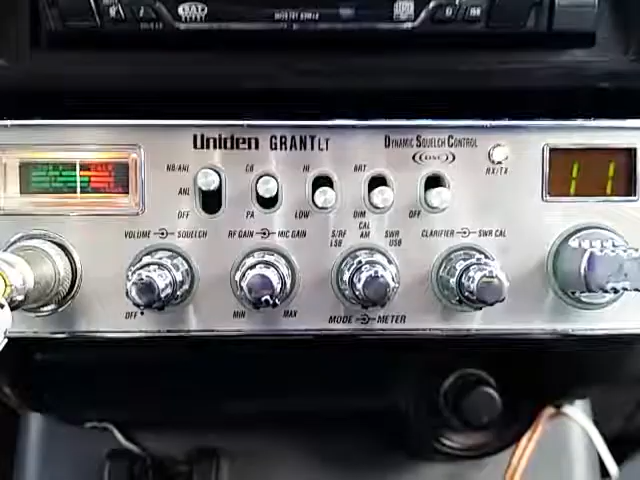 Uniden GRANT LT
DYNAMIC SQUELCH CONTROL
DSC
RX/TX
NB/ANL
ANL
OFF
CB
PA
HI
LOW
BRT
DIM
OFF
11
VOLUME SQUELCH
OFF
RF GAIN MIC GAIN
MIN MAX
S/RF CAL SWR
LSB AM USB
MODE METER
CLARIFIER SWR CAL